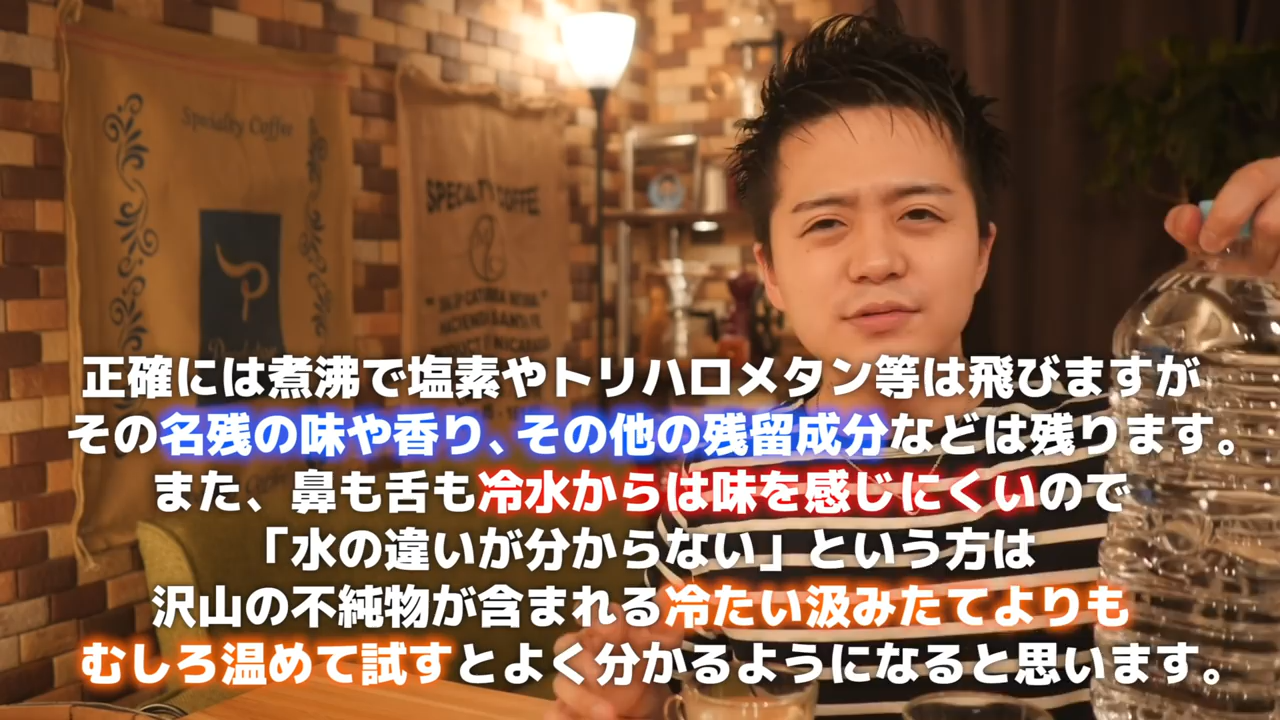 Specialty Coffee
SPECIALTY COFFEE
正確には煮沸で塩素やトリハロメタン等は飛びますが
その名残の味や香り、その他の残留成分などは残ります。
また、鼻も舌も冷水からは味を感じにくいので
「水の違いが分からない」という方は
沢山の不純物が含まれる冷たい汲みたてよりも
むしろ温めて試すとよく分かるようになると思います。